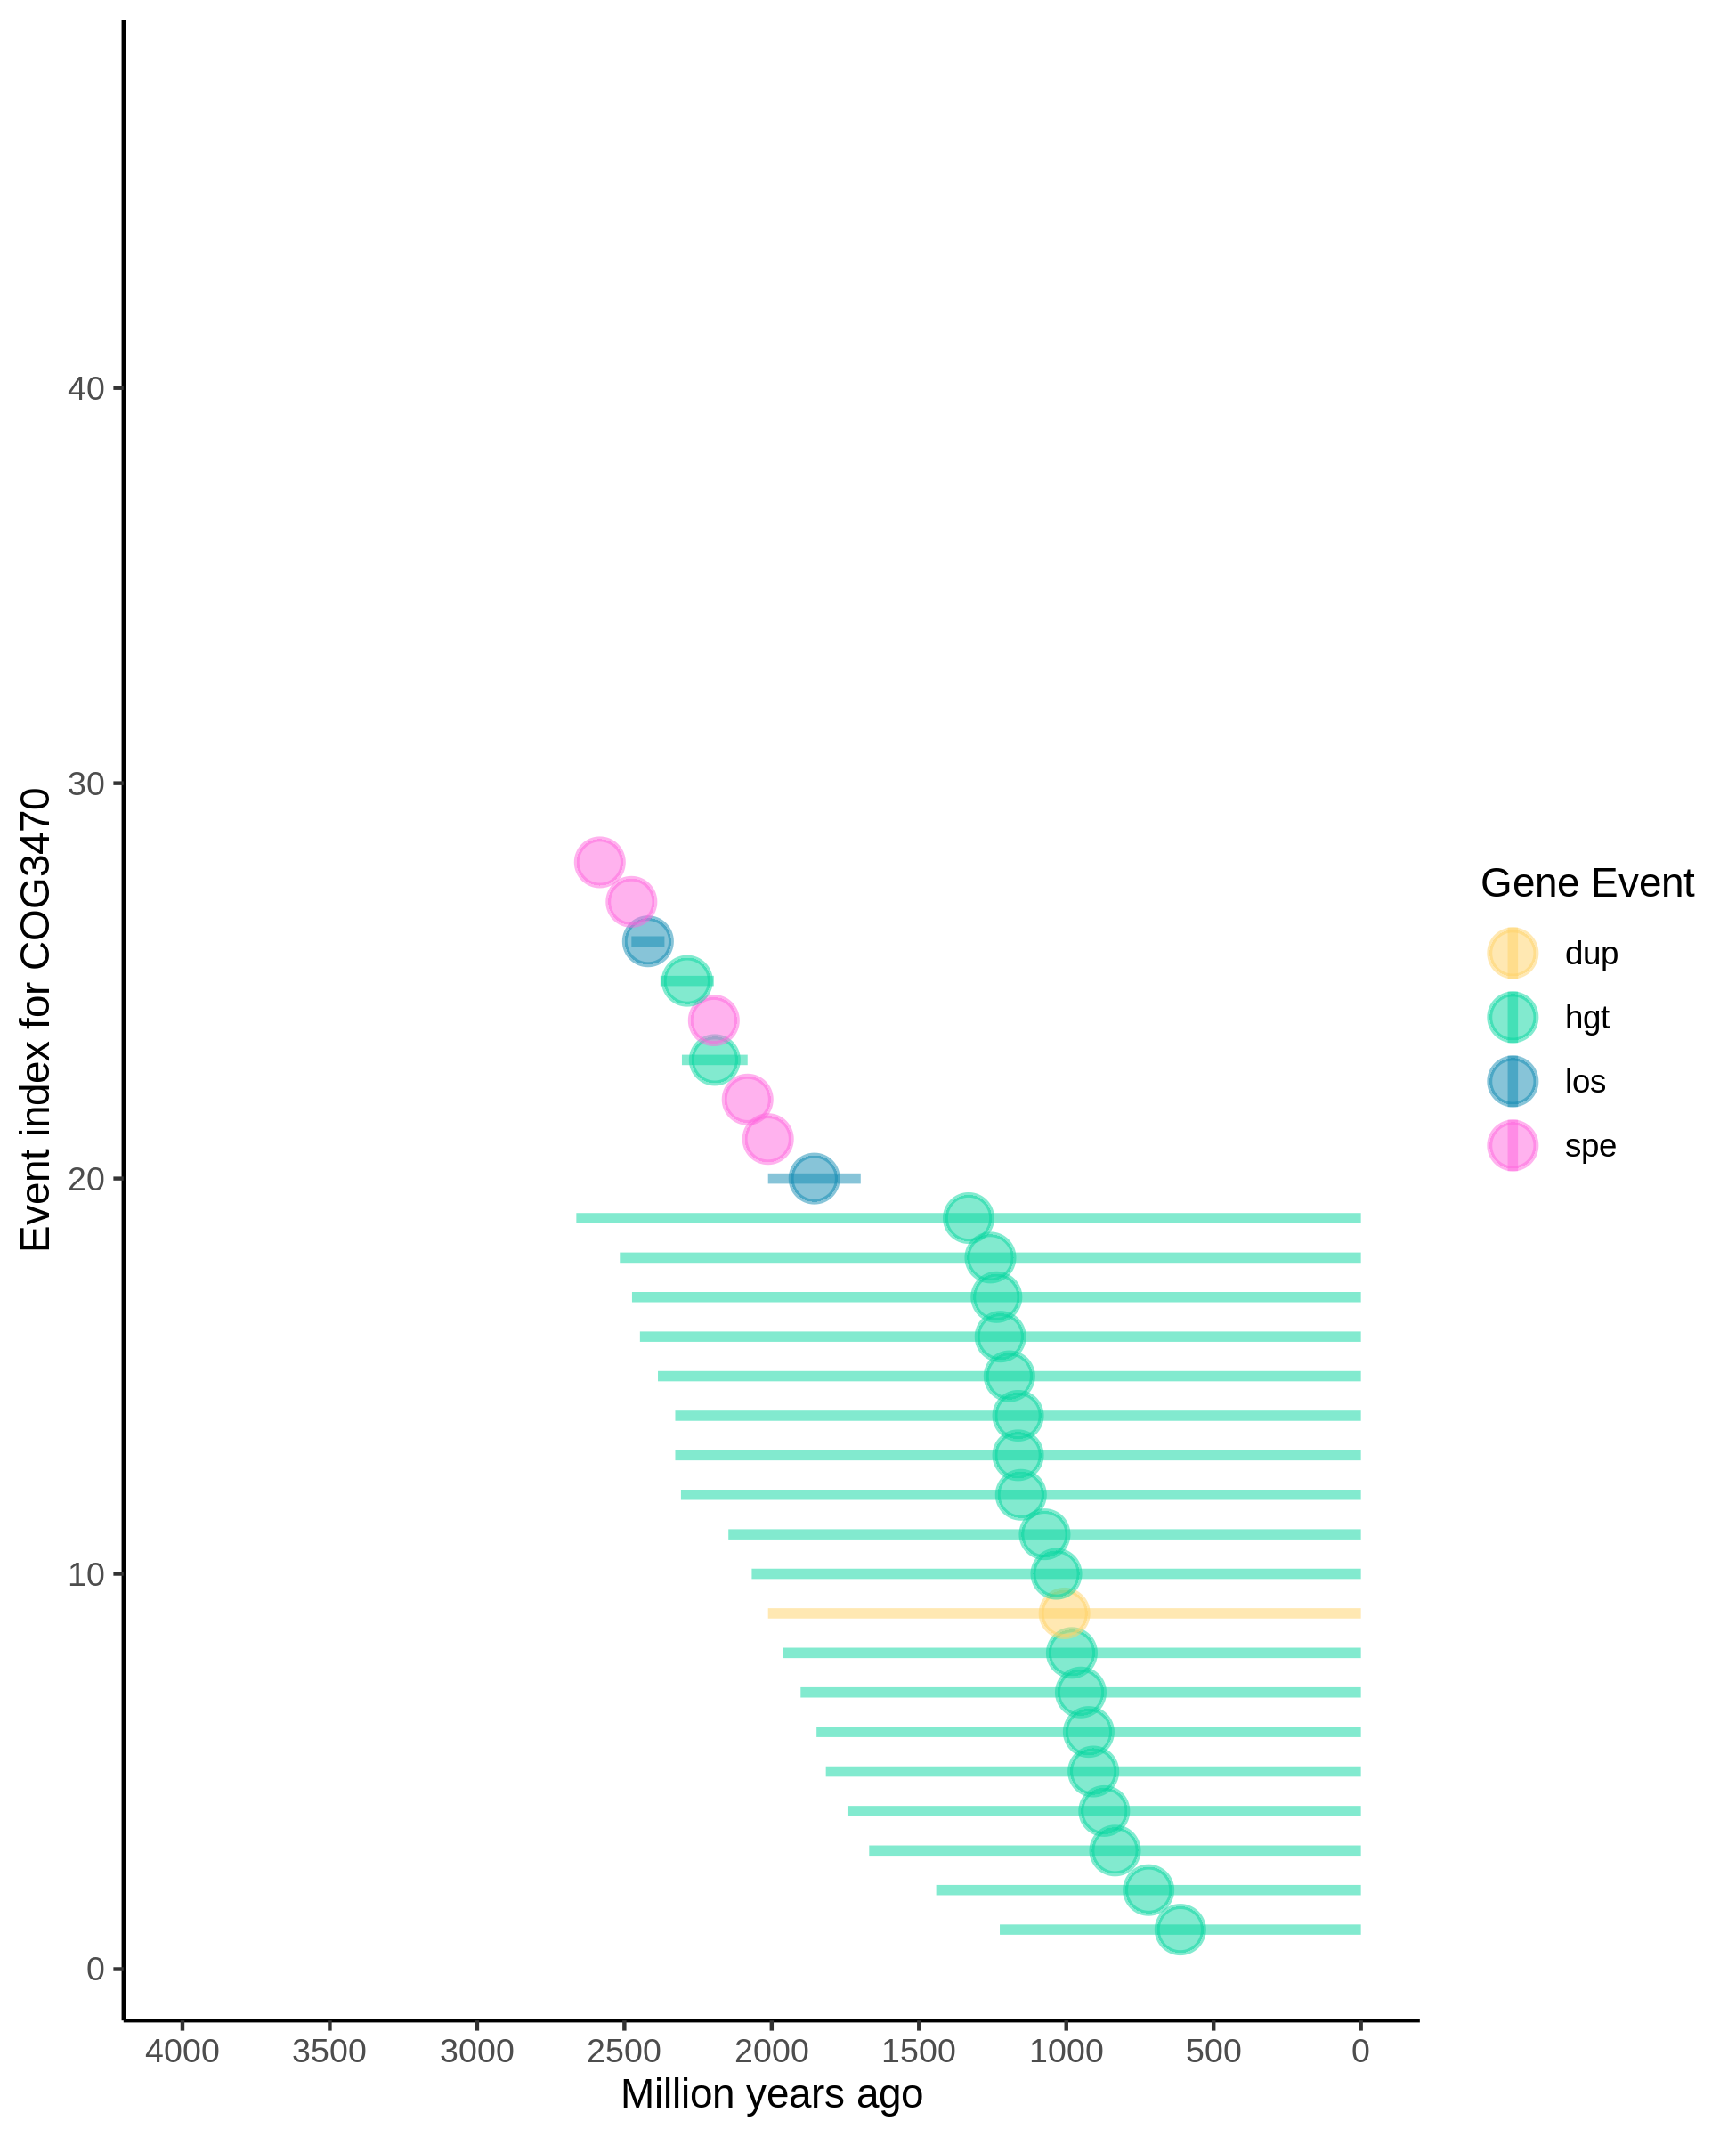 Event index for COG3470
40
30
20
10
0
4000 3500 3000 2500 2000 1500 1000 500 0
Million years ago
Gene Event
dup
hgt
los
spe